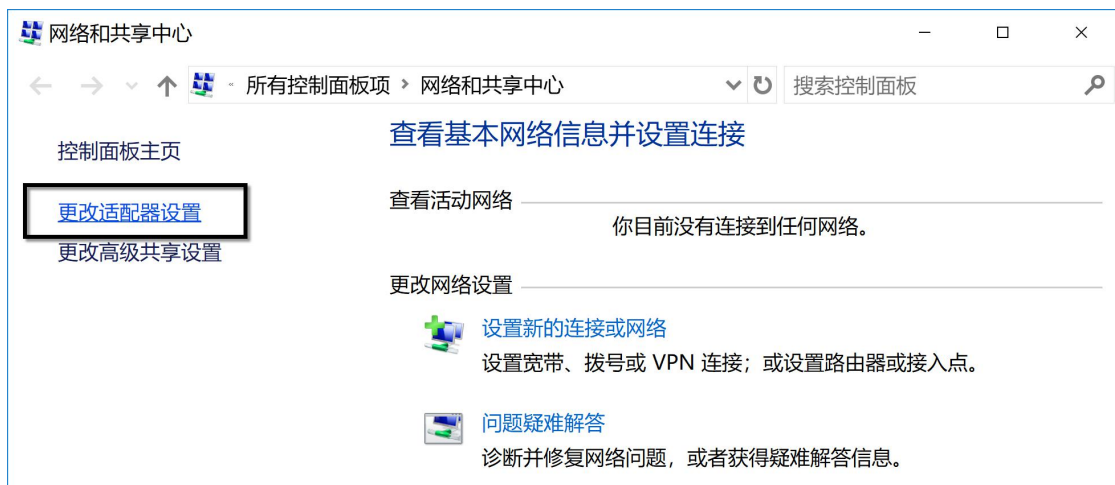 网络和共享中心
« 所有控制面板项 > 网络和共享中心
搜索控制面板
控制面板主页
更改适配器设置
更改高级共享设置
查看基本网络信息并设置连接
查看活动网络
你目前没有连接到任何网络。
更改网络设置
设置新的连接或网络
设置宽带、拨号或 VPN 连接；或设置路由器或接入点。
问题疑难解答
诊断并修复网络问题，或者获得疑难解答信息。